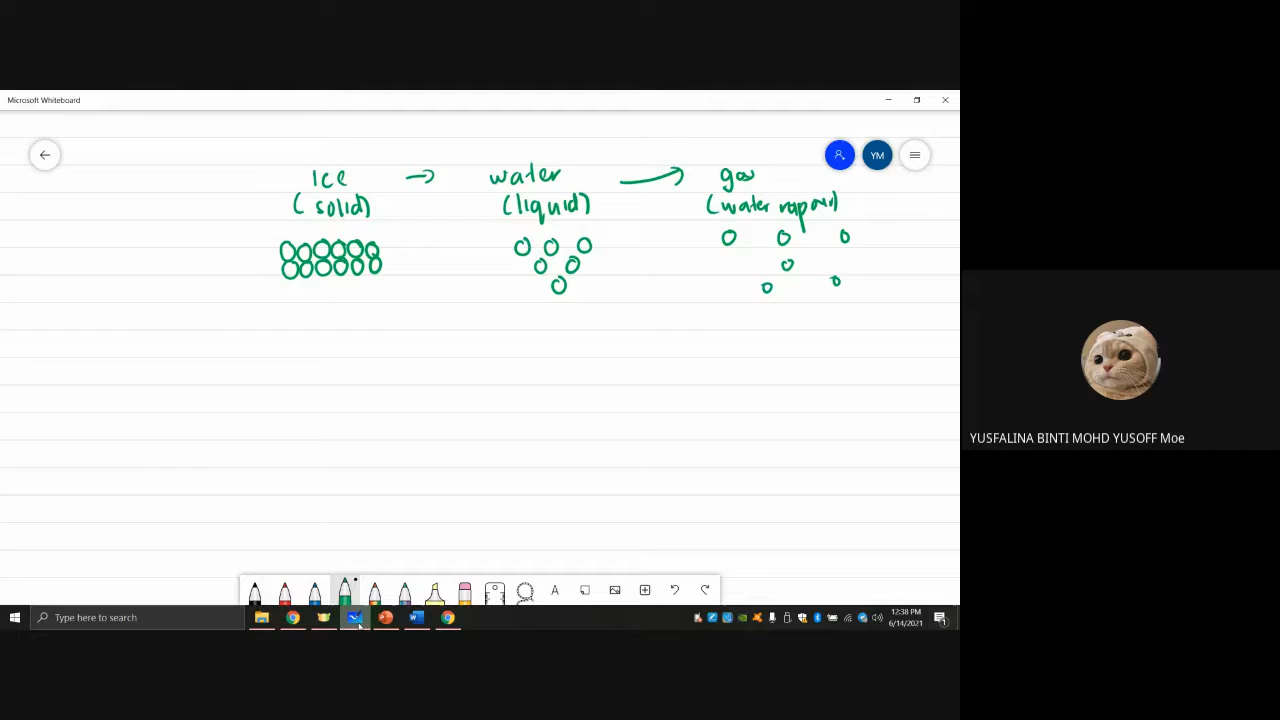 Microsoft Whiteboard
YM
Ice → water → gas
(solid) (liquid) (water vapour)
YUSFALINA BINTI MOHD YUSOFF Moe
A
Type here to search
12:38 PM
6/14/2021